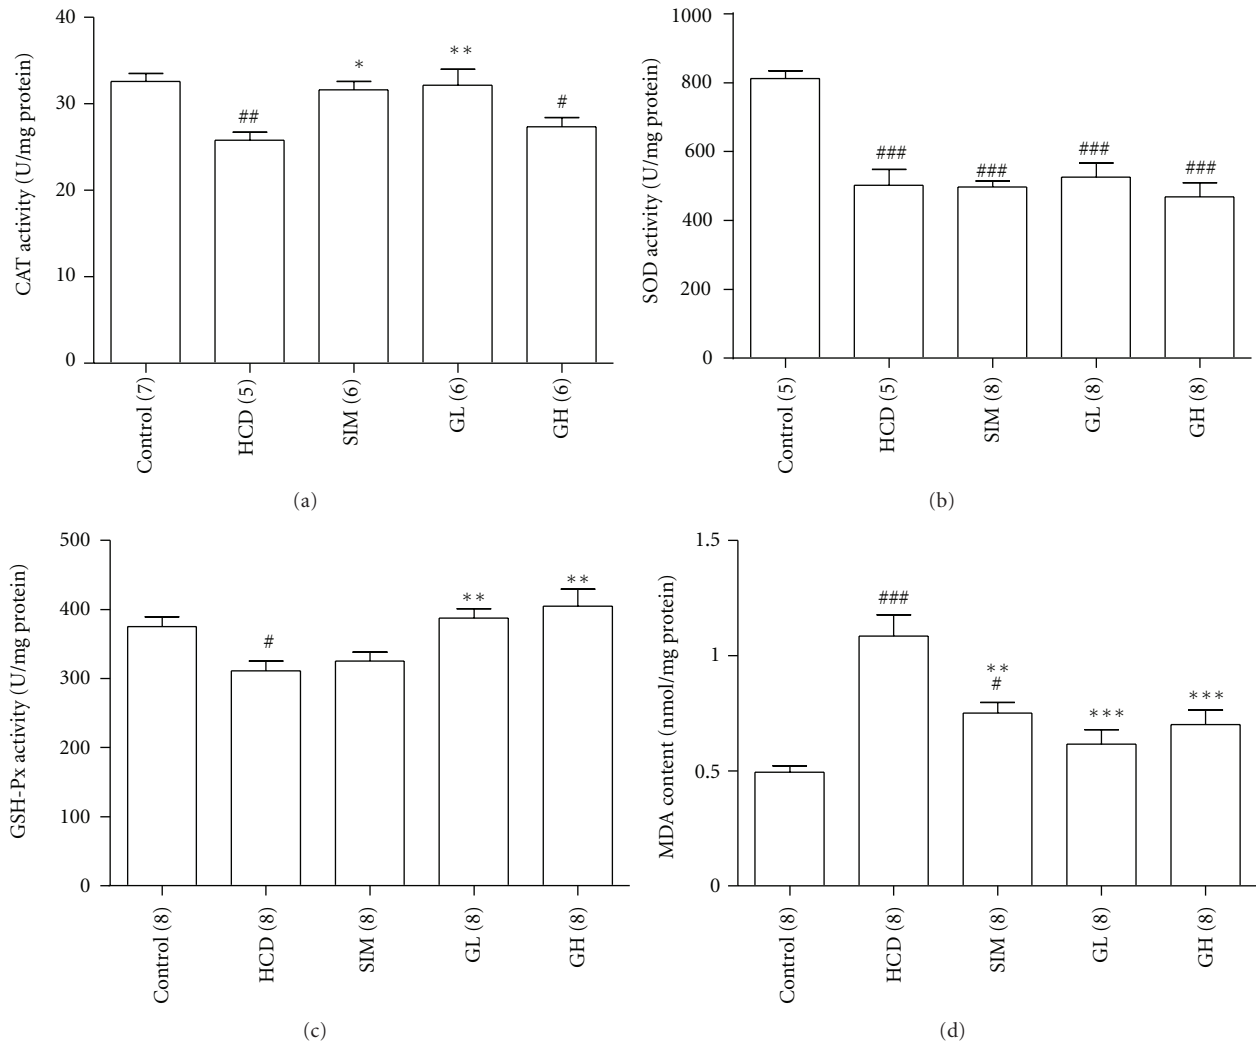 CAT activity (U/mg protein)
40
30
20
10
0
##
*
**
#
Control (7)
HCD (5)
SIM (6)
GL (6)
GH (6)
(a)
SOD activity (U/mg protein)
1000
800
600
400
200
0
###
###
###
###
Control (5)
HCD (5)
SIM (8)
GL (8)
GH (8)
(b)
GSH-Px activity (U/mg protein)
500
400
300
200
100
0
#
**
**
Control (8)
HCD (8)
SIM (8)
GL (8)
GH (8)
(c)
MDA content (nmol/mg protein)
1.5
1
0.5
0
###
**
#
***
***
Control (8)
HCD (8)
SIM (8)
GL (8)
GH (8)
(d)